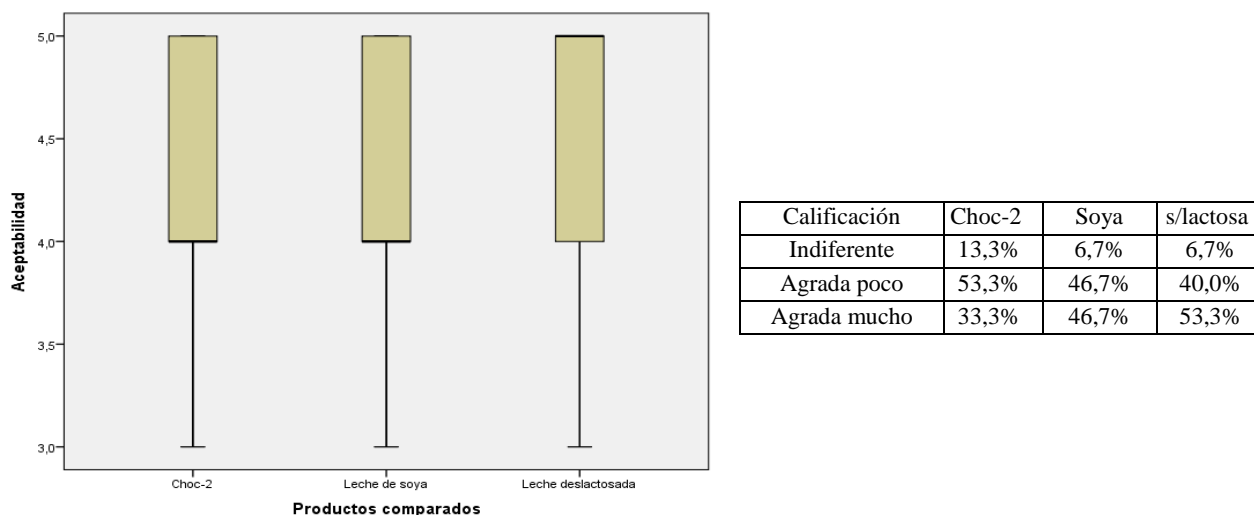 5,0
4,5
4,0
3,5
3,0
Aceptabilidad
Choc-2 Leche de soya Leche deslactosada
Productos comparados
Calificación Choc-2 Soya s/lactosa
Indiferente 13,3% 6,7% 6,7%
Agrada poco 53,3% 46,7% 40,0%
Agrada mucho 33,3% 46,7% 53,3%